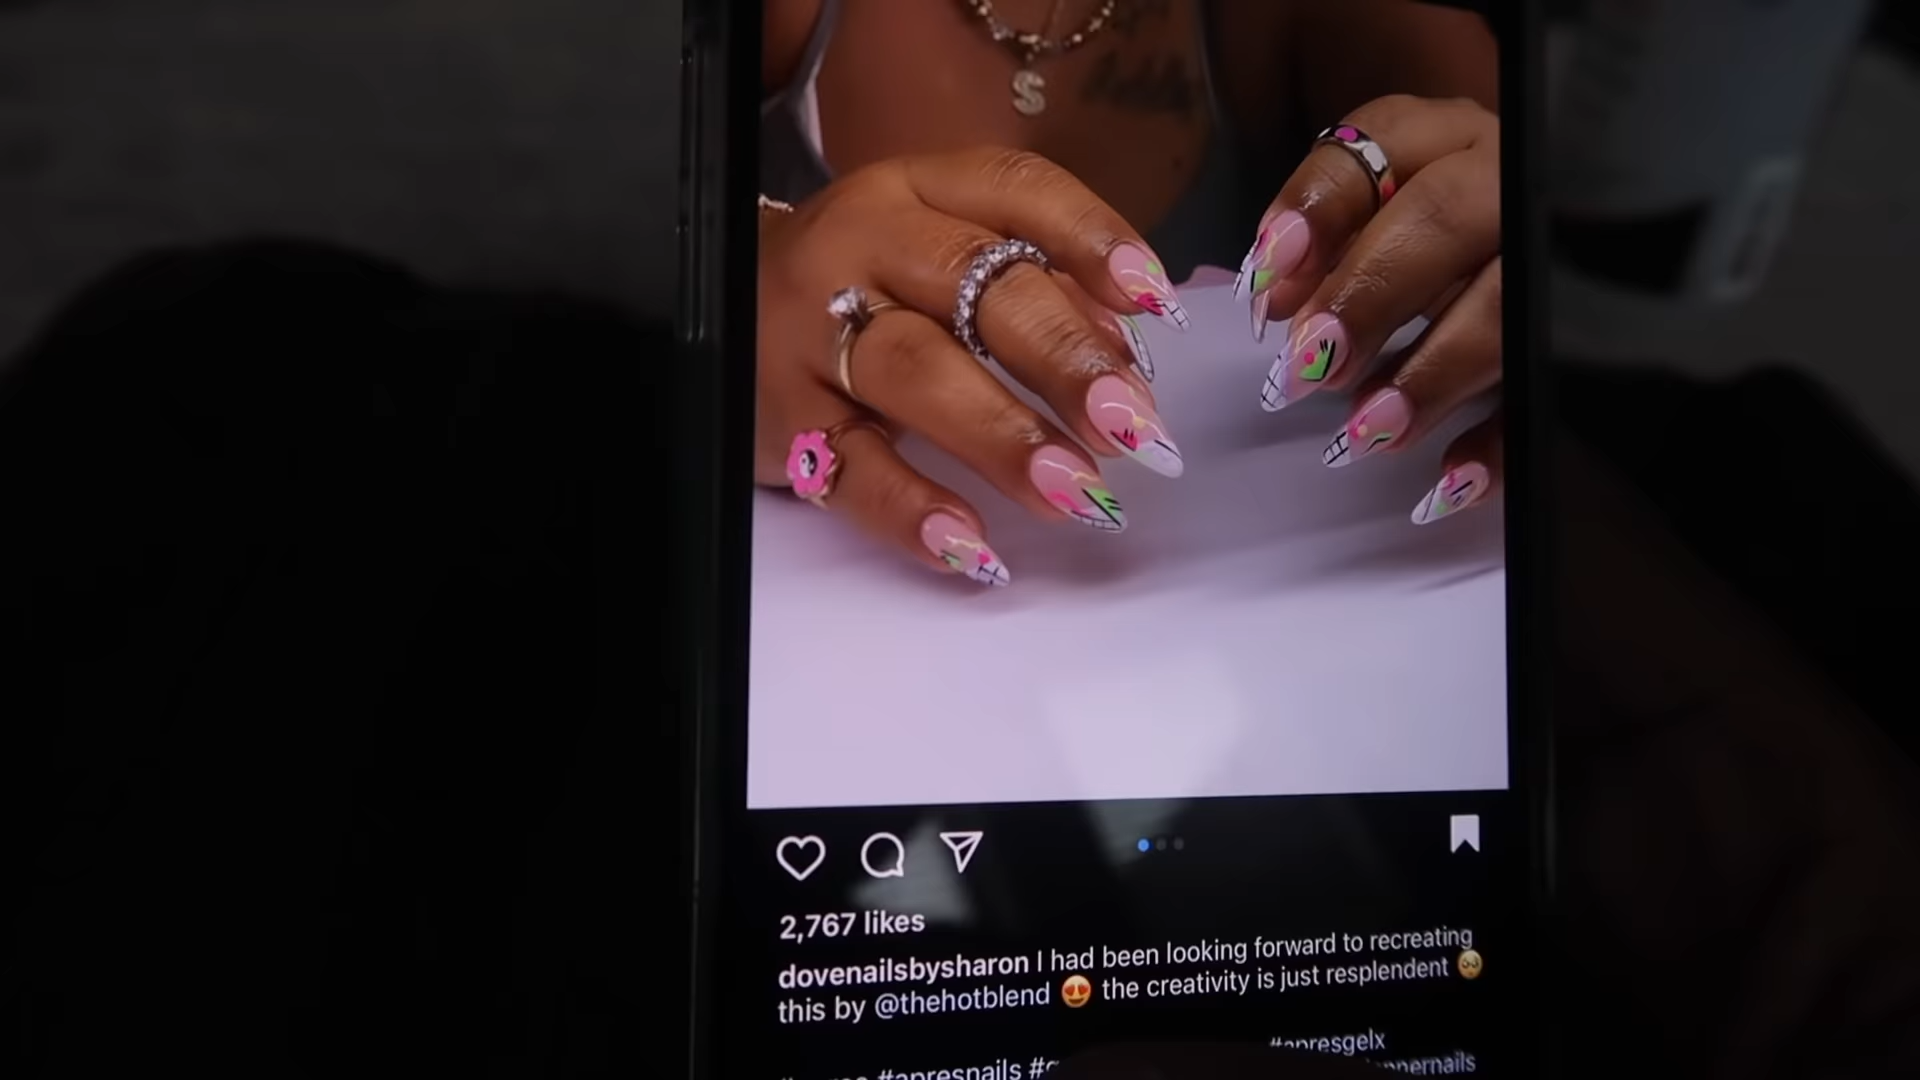 S
2,767 likes
dovenailsbysharon I had been looking forward to recreating
this by @thehotblend 😍 the creativity is just resplendent 🥺
#apresgelx
#apresnails